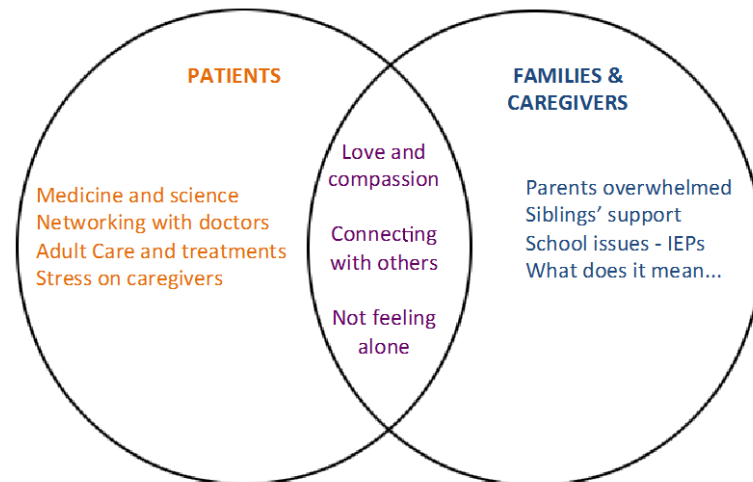 PATIENTS
Medicine and science
Networking with doctors
Adult Care and treatments
Stress on caregivers
Love and
compassion
Connecting
with others
Not feeling
alone
FAMILIES &
CAREGIVERS
Parents overwhelmed
Siblings’ support
School issues - IEPs
What does it mean...